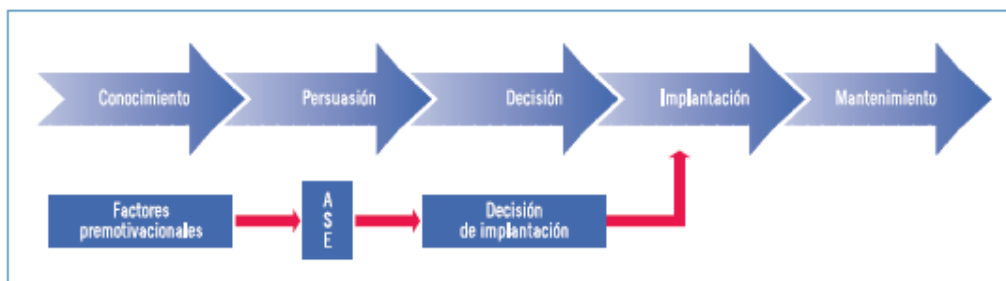 Conocimiento
Persuasión
Decisión
Implantación
Mantenimiento
Factores
premotivacionales
A
S
E
Decisión
de implantación